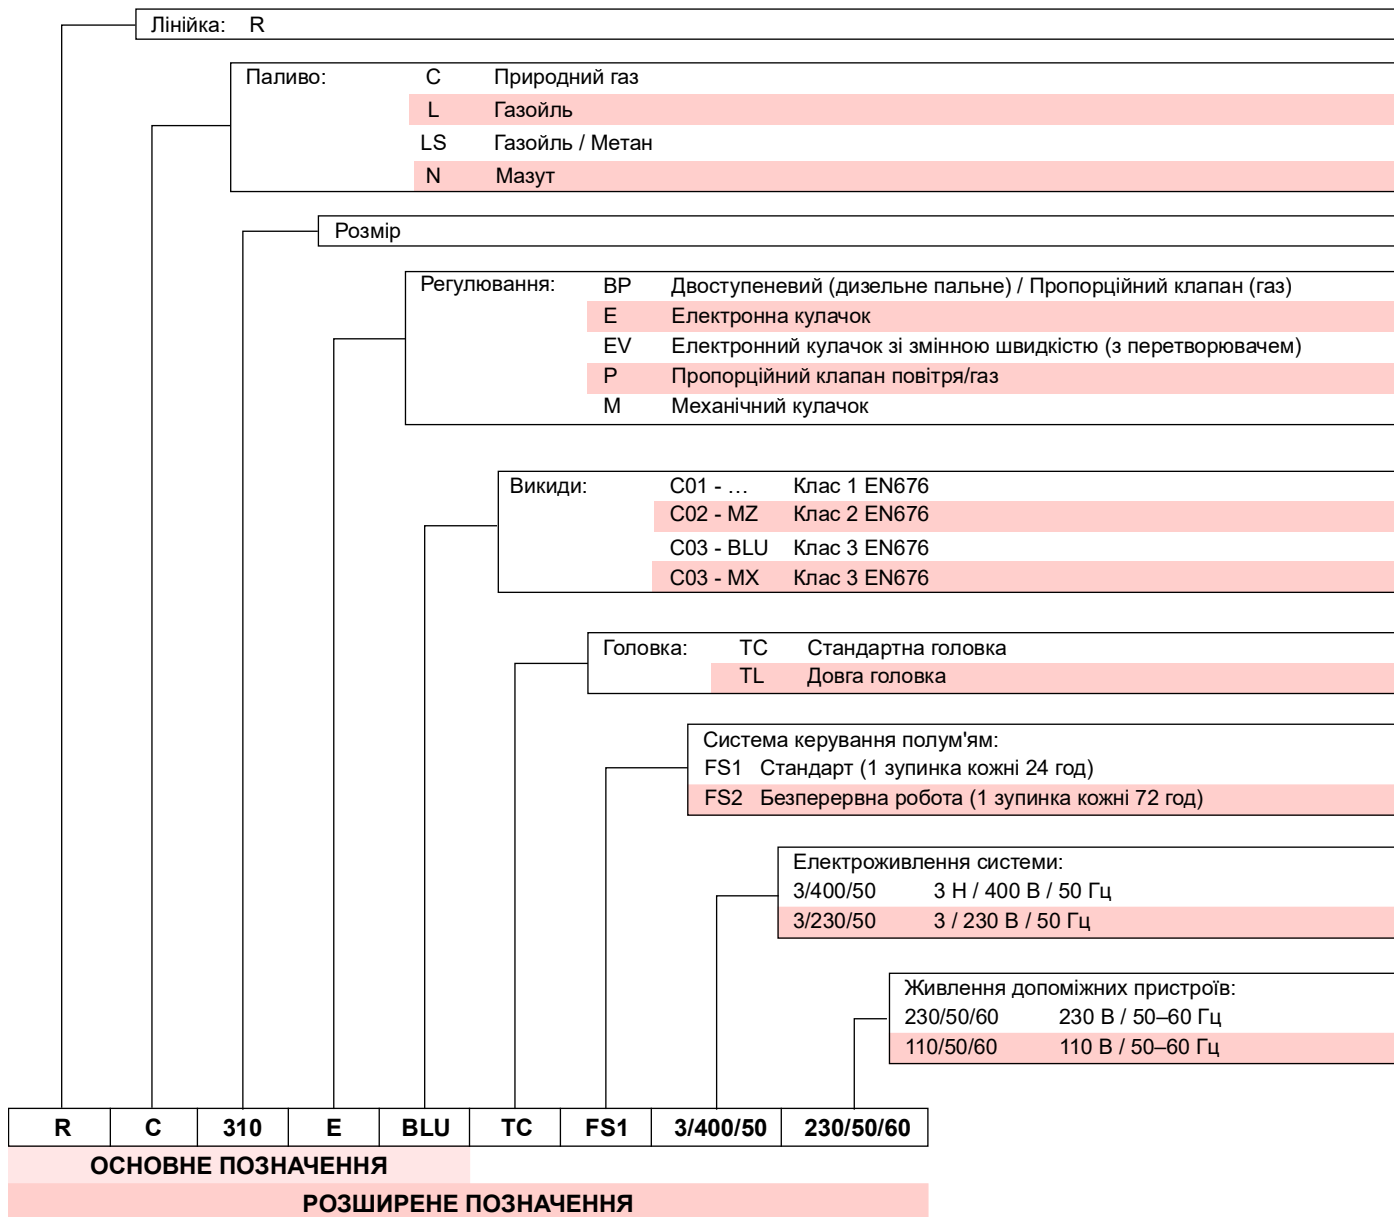 Лінійка: R
Паливо: C Природний газ
L Газойль
LS Газойль / Метан
N Мазут
Розмір
Регулювання: BP Двоступеневий (дизельне пальне) / Пропорційний клапан (газ)
E Електронна кулачок
EV Електронний кулачок зі змінною швидкістю (з перетворювачем)
P Пропорційний клапан повітря/газ
M Механічний кулачок
Викиди: C01 - … Клас 1 EN676
C02 - MZ Клас 2 EN676
C03 - BLU Клас 3 EN676
C03 - MX Клас 3 EN676
Головка: TC Стандартна головка
TL Довга головка
Система керування полум'ям:
FS1 Стандарт (1 зупинка кожні 24 год)
FS2 Безперервна робота (1 зупинка кожні 72 год)
Електроживлення системи:
3/400/50 3 Н / 400 В / 50 Гц
3/230/50 3 / 230 В / 50 Гц
Живлення допоміжних пристроїв:
230/50/60 230 В / 50–60 Гц
110/50/60 110 В / 50–60 Гц
R C 310 E BLU TC FS1 3/400/50 230/50/60
ОСНОВНЕ ПОЗНАЧЕННЯ
РОЗШИРЕНЕ ПОЗНАЧЕННЯ